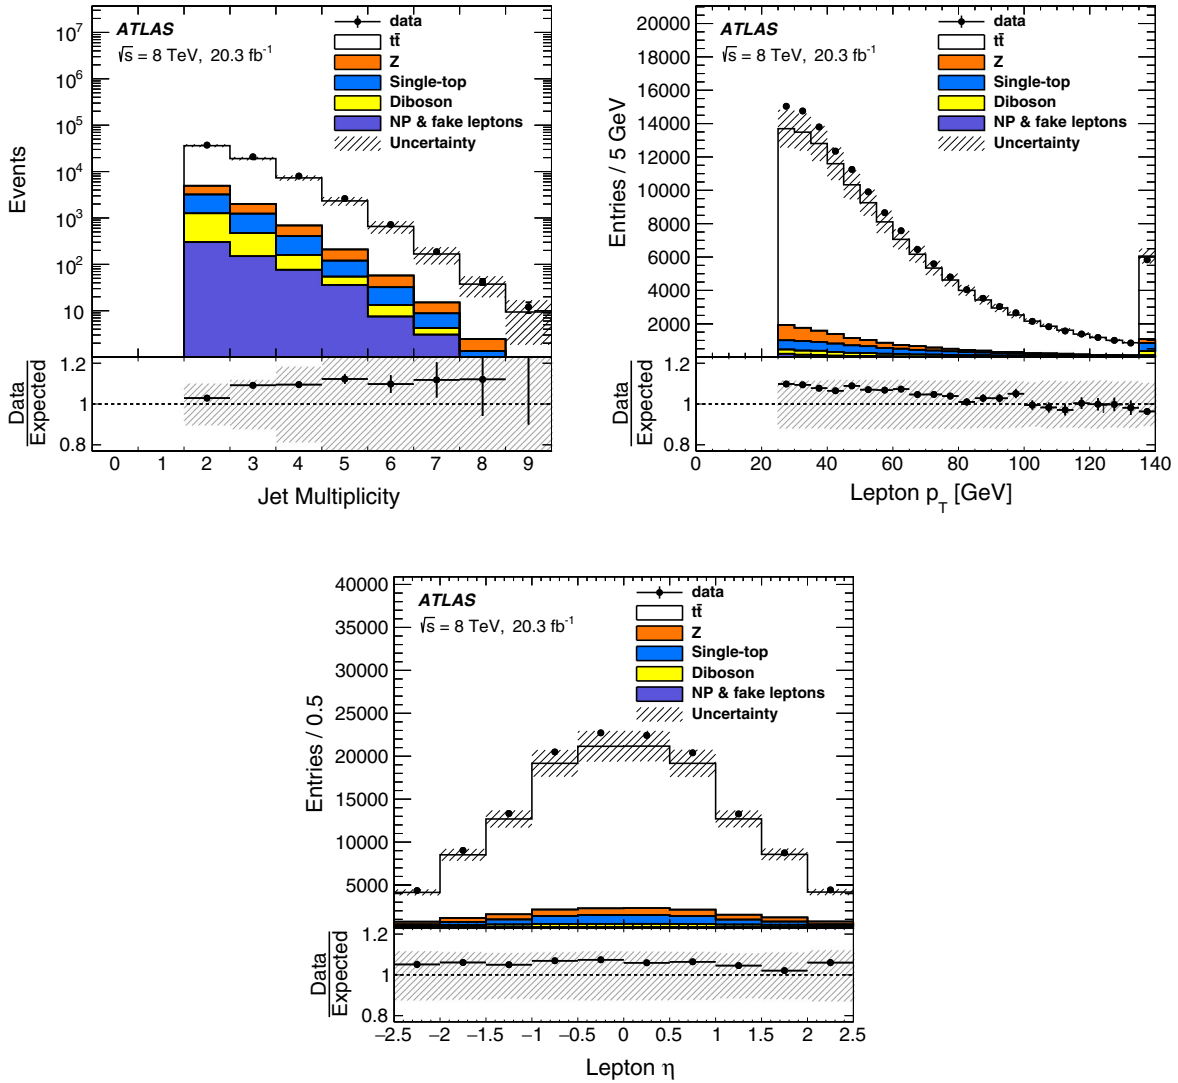 ATLAS
√s = 8 TeV, 20.3 fb⁻¹
data
tt̄
Z
Single-top
Diboson
NP & fake leptons
Uncertainty
Events
10⁷
10⁶
10⁵
10⁴
10³
10²
10
Data
Expected
1.2
1
0.8
0 1 2 3 4 5 6 7 8 9
Jet Multiplicity
ATLAS
√s = 8 TeV, 20.3 fb⁻¹
data
tt̄
Z
Single-top
Diboson
NP & fake leptons
Uncertainty
Entries / 5 GeV
20000
18000
16000
14000
12000
10000
8000
6000
4000
2000
Data
Expected
1.2
1
0.8
0 20 40 60 80 100 120 140
Lepton p_T [GeV]
ATLAS
√s = 8 TeV, 20.3 fb⁻¹
data
tt̄
Z
Single-top
Diboson
NP & fake leptons
Uncertainty
Entries / 0.5
40000
35000
30000
25000
20000
15000
10000
5000
Data
Expected
1.2
1
0.8
−2.5 −2 −1.5 −1 −0.5 0 0.5 1 1.5 2 2.5
Lepton η